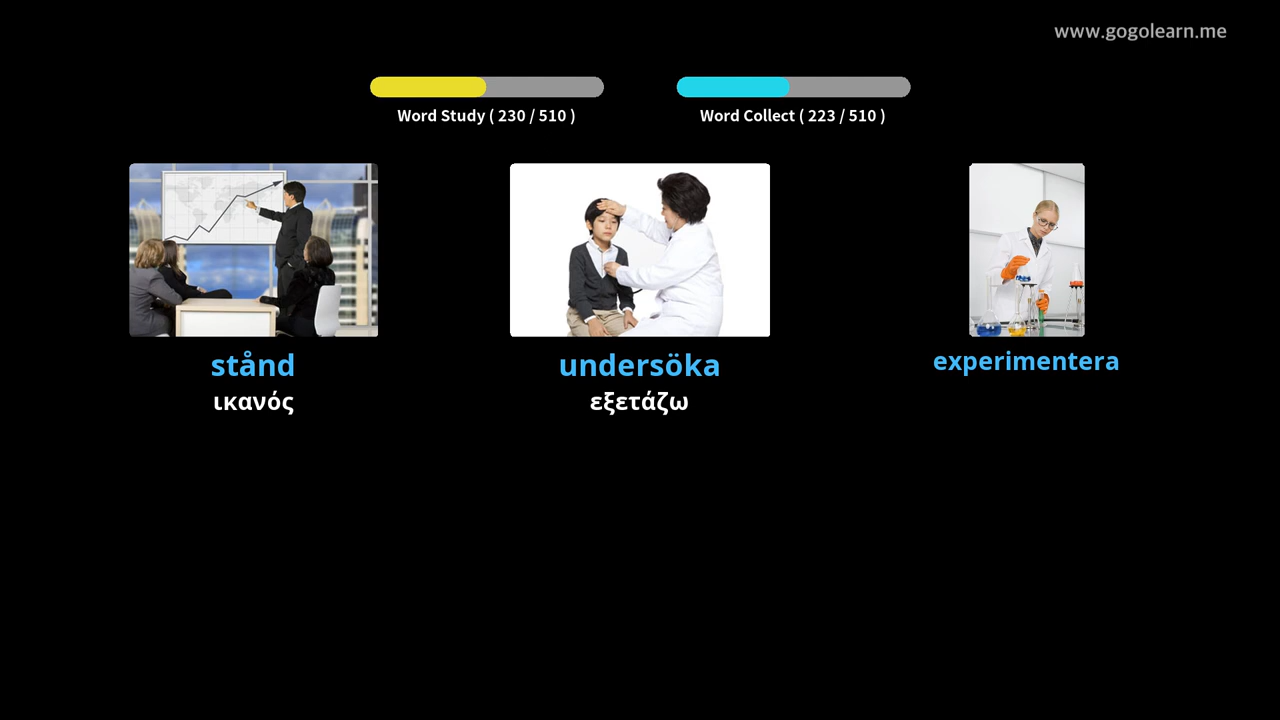 www.gogolearn.me
Word Study ( 230 / 510 )
Word Collect ( 223 / 510 )
stånd
undersöka
experimentera
ικανός
εξετάζω